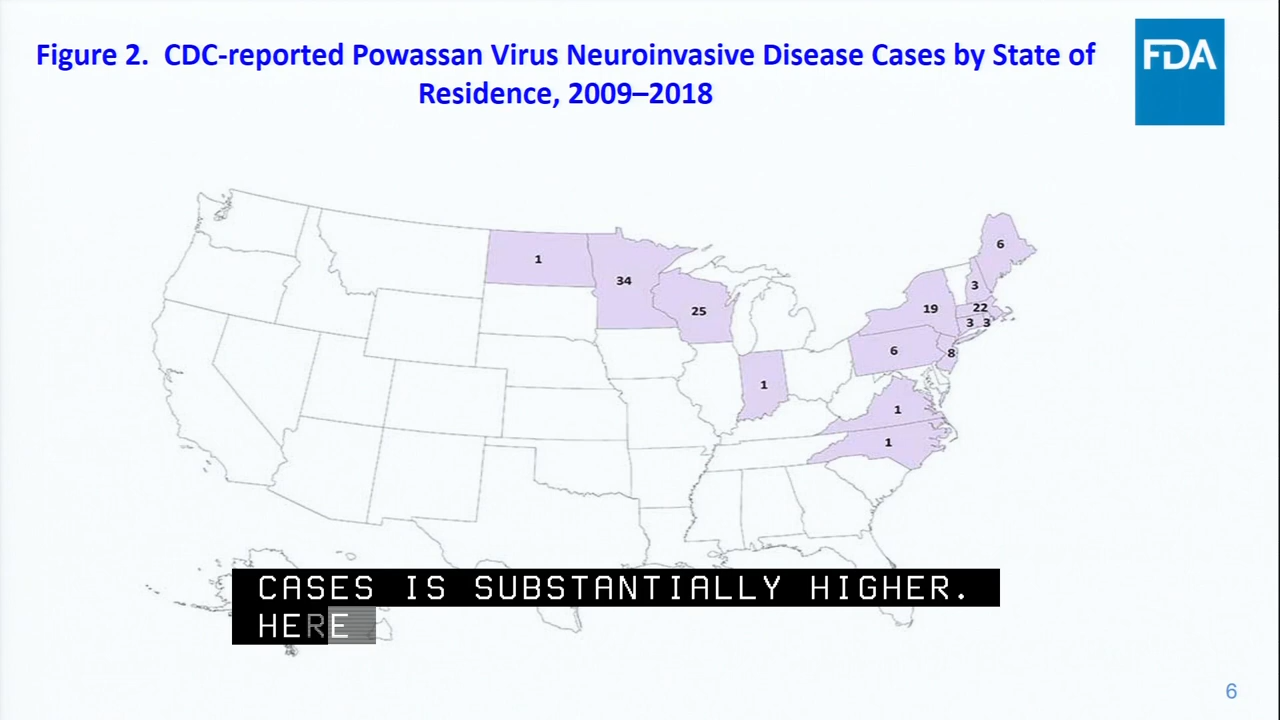 Figure 2. CDC-reported Powassan Virus Neuroinvasive Disease Cases by State of
Residence, 2009–2018
FDA
6
1
3
34
19
22
25
3 3
6
8
1
1
1
CASES IS SUBSTANTIALLY HIGHER.
HERE
6